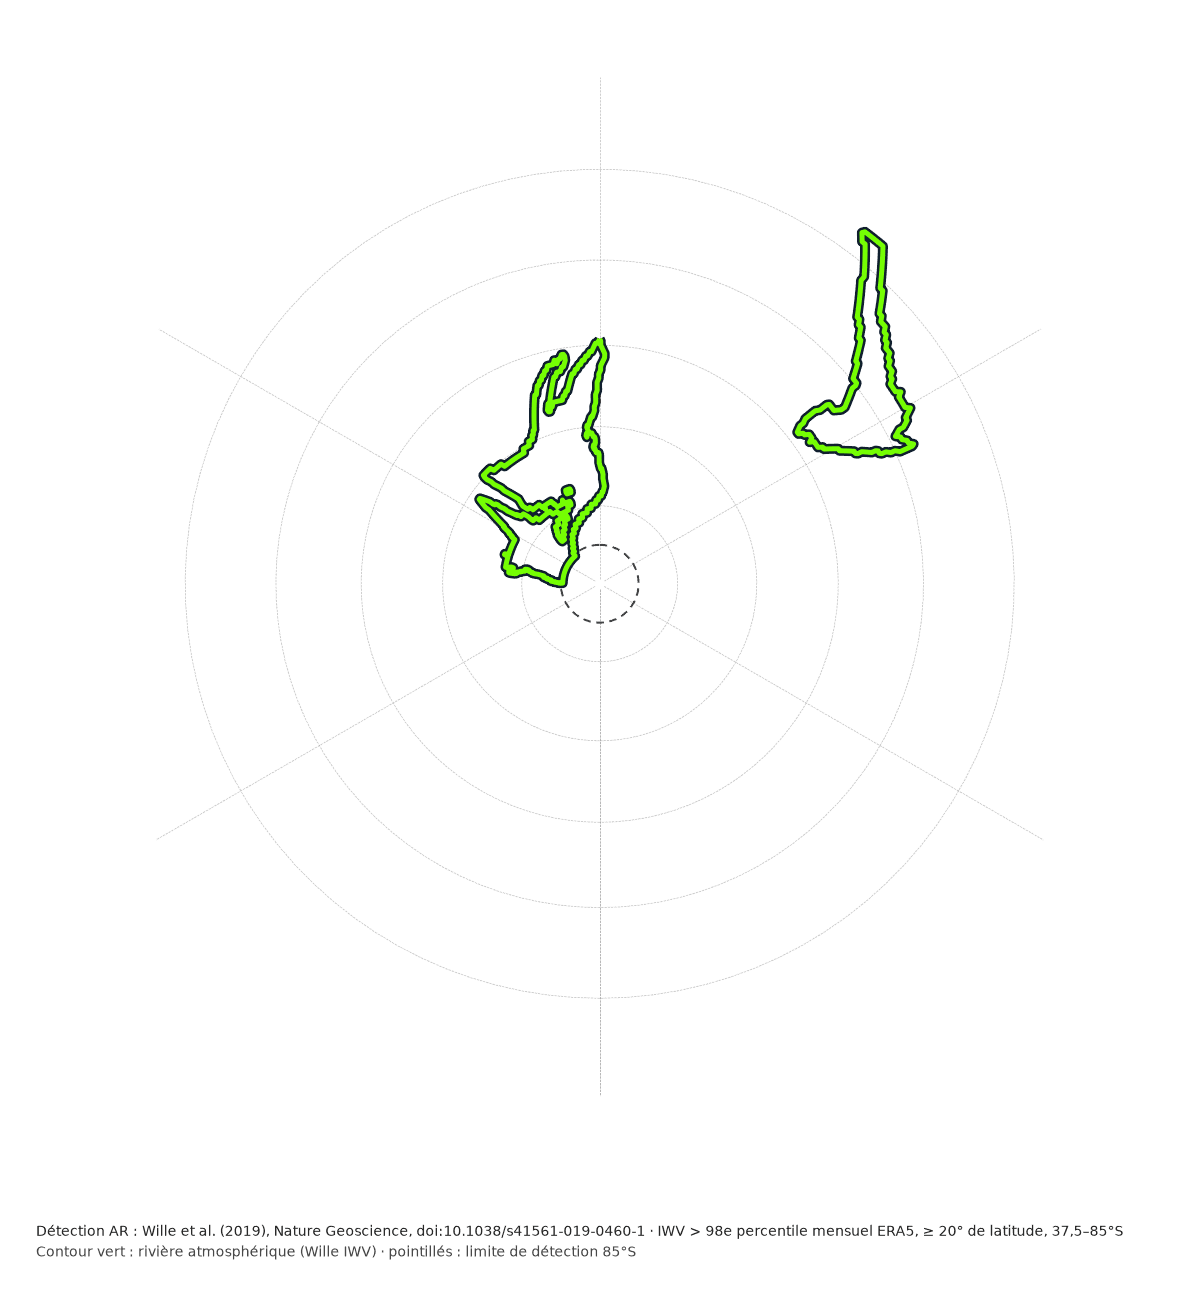 Détection AR : Wille et al. (2019), Nature Geoscience, doi:10.1038/s41561-019-0460-1 · IWV > 98e percentile mensuel ERA5, ≥ 20° de latitude, 37,5–85°S
Contour vert : rivière atmosphérique (Wille IWV) · pointillés : limite de détection 85°S